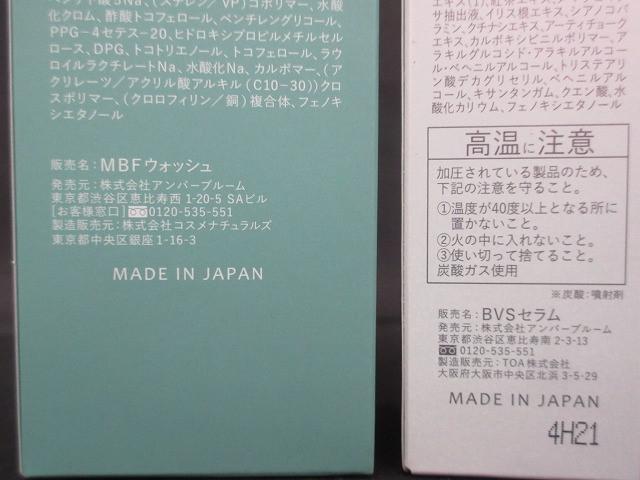 VP)コポリマー、水酸
化クロム、酢酸トコフェロール、ペンチレングリコール、
PPG-4セテス-20、ヒドロキシプロピルメチルセル
ロース、DPG、トコトリエノール、トコフェロール、ラウ
ロイルラクチレートNa、水酸化Na、カルボマー、(ア
クリレーツ/アクリル酸アルキル(C10-30))クロ
スポリマー、(クロロフィリン/銅)複合体、フェノキ
シエタノール
販売名:MBFウォッシュ
発売元:株式会社アンバーブルーム
東京都渋谷区恵比寿西 1-20-5 SAビル
[お客様窓口]0120-535-551
製造販売元:株式会社コスメナチュラルズ
東京都中央区銀座 1-16-3
MADE IN JAPAN
サ抽出液、イリス根エキス、シアノコバ
ラミン、クチナシエキス、アーティチョーク
エキス、カルボキシビニルポリマー、ア
ラキルグルコシド・アラキルアルコー
ル・ベヘニルアルコール、トリステアリ
ン酸デカグリセリル、ベヘニルアル
コール、キサンタンガム、クエン酸、水
酸化カリウム、フェノキシエタノール
高温に注意
加圧されている製品のため、
下記の注意を守ること。
①温度が40度以上となる所に
置かないこと。
②火の中に入れないこと。
③使い切って捨てること。
炭酸ガス使用
※炭酸:噴射剤
販売名:BVSセラム
発売元:株式会社アンバーブルーム
東京都渋谷区恵比寿南 2-3-13
0120-535-551
製造販売元:TOA株式会社
大阪府大阪市中央区北浜 3-5-29
MADE IN JAPAN
4H21